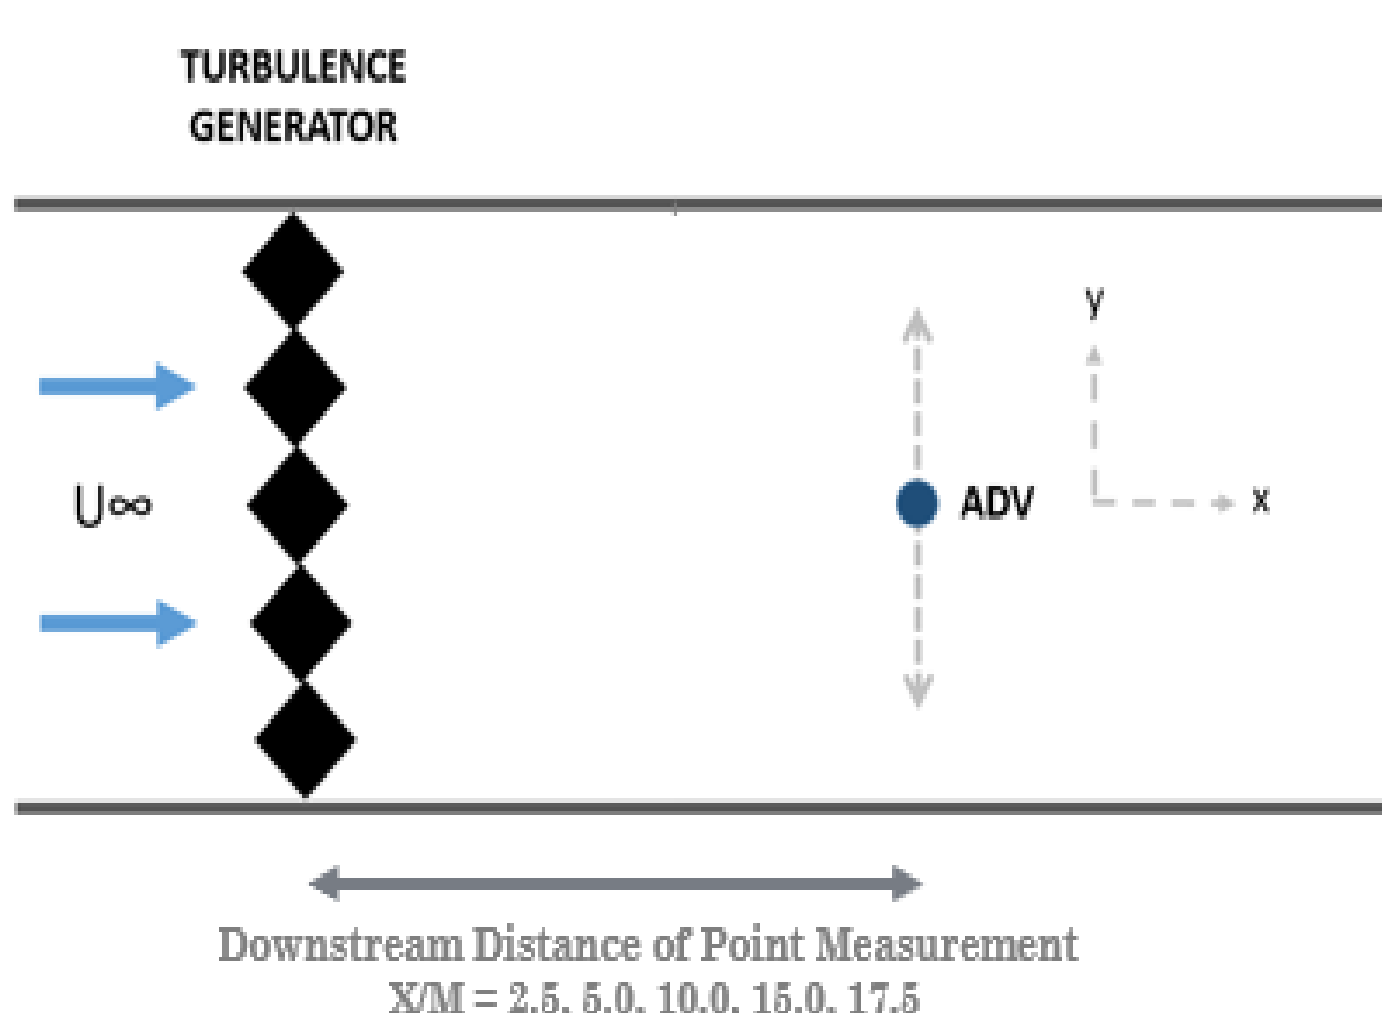 TURBULENCE
GENERATOR
y
U∞
ADV
x
Downstream Distance of Point Measurement
X/M = 2.5, 5.0, 10.0, 15.0, 17.5